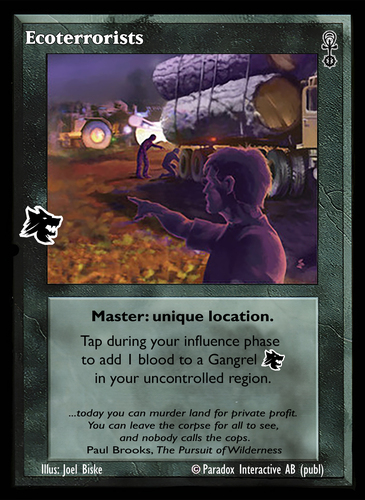 Ecoterrorists
Master: unique location.
Tap during your influence phase
to add 1 blood to a Gangrel
in your uncontrolled region.
...today you can murder land for private profit.
You can leave the corpse for all to see,
and nobody calls the cops.
Paul Brooks, The Pursuit of Wilderness
Illus: Joel Biske © Paradox Interactive AB (publ)